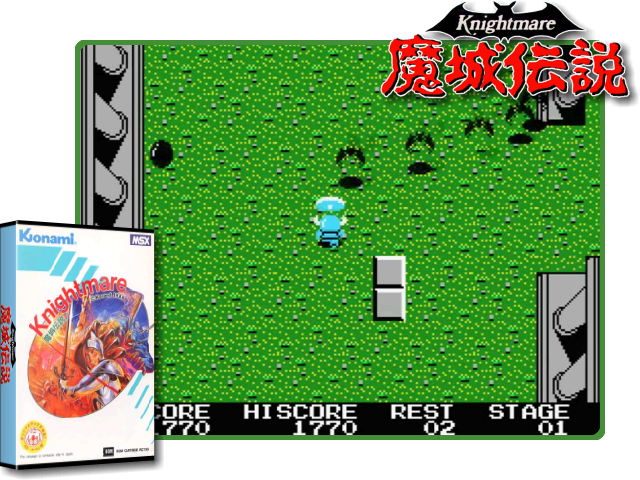 Knightmare
魔城伝説
Konami
MSX
Knightmare
魔城伝説
CORE HISCORE REST STAGE
1770 1770 02 01